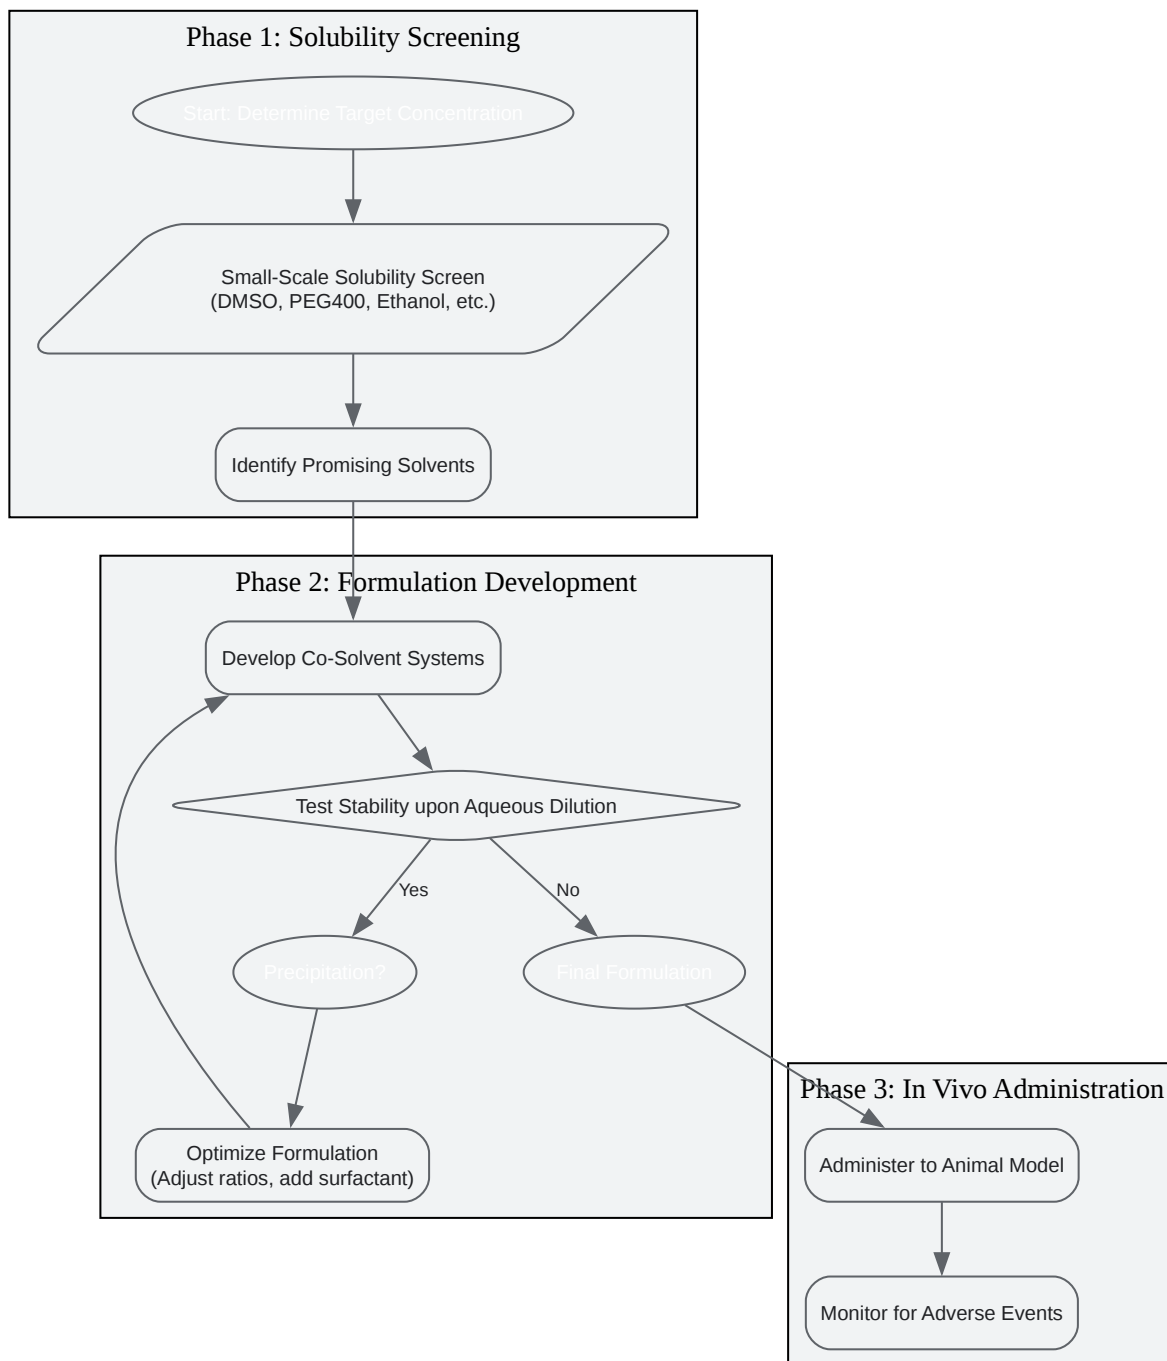 Phase 1: Solubility Screening
Start: Determine Target Concentration
Small-Scale Solubility Screen
(DMSO, PEG400, Ethanol, etc.)
Identify Promising Solvents
Phase 2: Formulation Development
Develop Co-Solvent Systems
Test Stability upon Aqueous Dilution
Yes
No
Precipitation?
Final Formulation
Optimize Formulation
(Adjust ratios, add surfactant)
Phase 3: In Vivo Administration
Administer to Animal Model
Monitor for Adverse Events